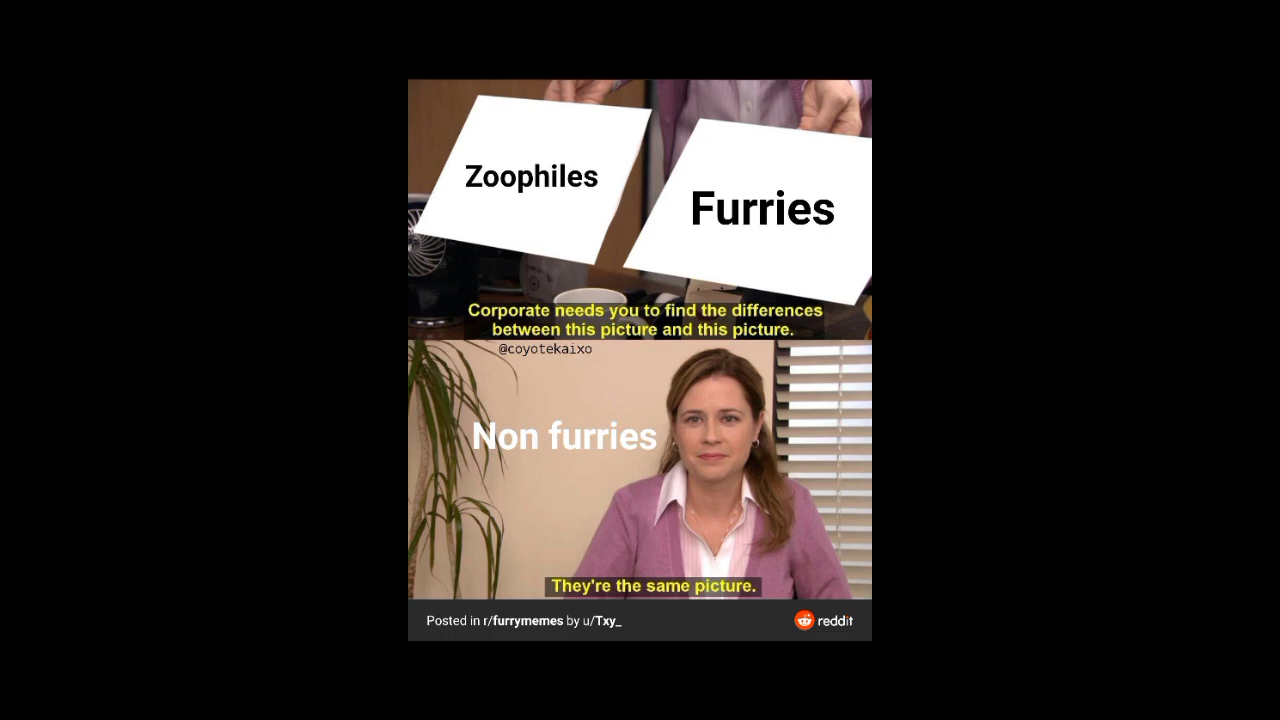 Zoophiles
Furries
Corporate needs you to find the differences
between this picture and this picture.
@coyotekaixo
Non furries
They're the same picture.
Posted in r/furrymemes by u/Txy_
reddit